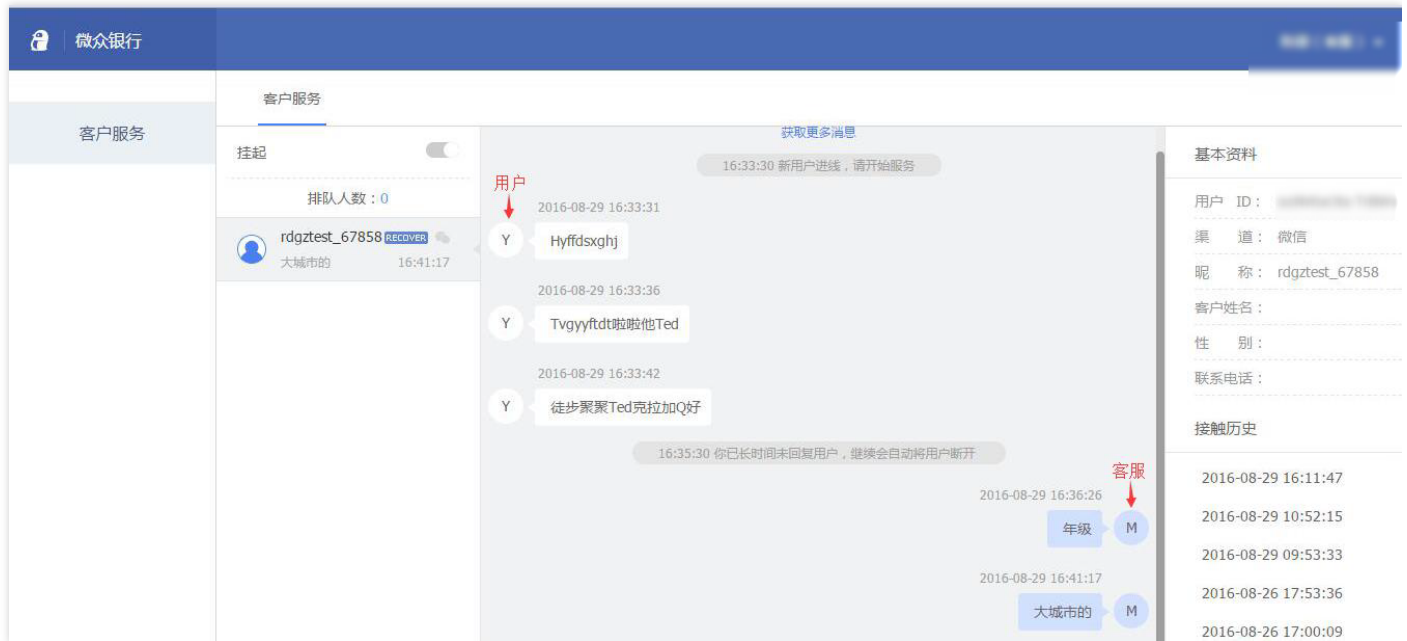 微众银行
客户服务
客户服务
挂起
排队人数：0
rdgztest_67858 RECOVER
大城市的 16:41:17
获取更多消息
16:33:30 新用户进线，请开始服务
用户
2016-08-29 16:33:31
Y Hyffdsxghj
2016-08-29 16:33:36
Y Tvgyyftdt啦啦他Ted
2016-08-29 16:33:42
Y 徒步聚聚Ted克拉加Q好
16:35:30 你已长时间未回复用户，继续会自动将用户断开
客服
2016-08-29 16:36:26
年级 M
2016-08-29 16:41:17
大城市的 M
基本资料
用户 ID：
渠 道：微信
昵 称：rdgztest_67858
客户姓名：
性 别：
联系电话：
接触历史
2016-08-29 16:11:47
2016-08-29 10:52:15
2016-08-29 09:53:33
2016-08-26 17:53:36
2016-08-26 17:00:09